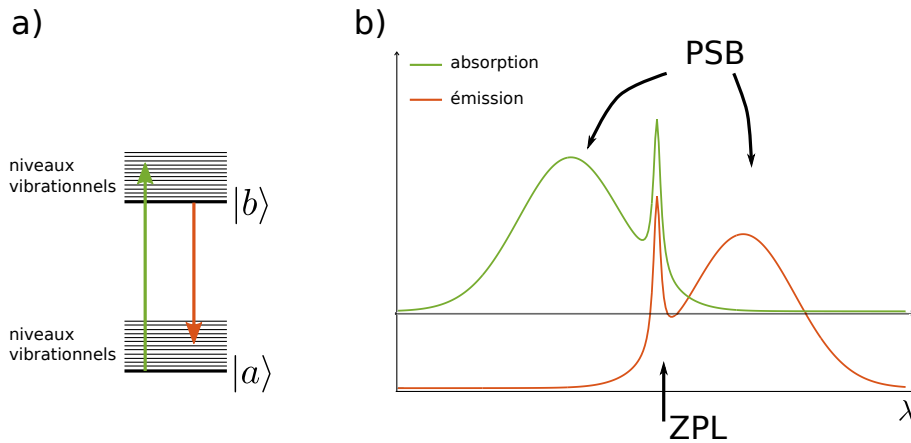 a)
niveaux
vibrationnels
|b⟩
niveaux
vibrationnels
|a⟩
b)
PSB
absorption
émission
ZPL
λ